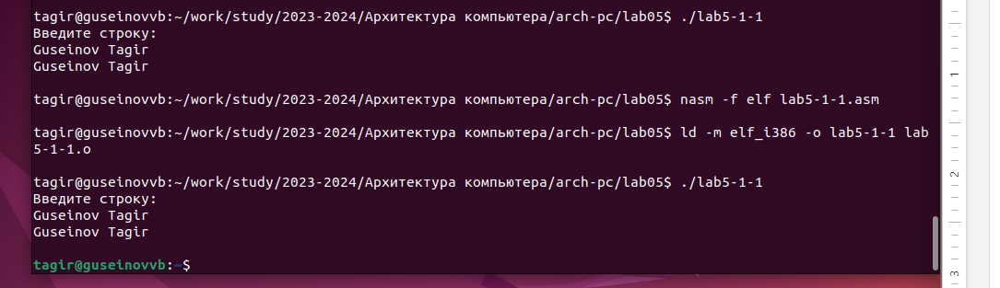 tagir@guseinovvb:~/work/study/2023-2024/Архитектура компьютера/arch-pc/lab05$ ./lab5-1-1
Введите строку:
Guseinov Tagir
Guseinov Tagir
tagir@guseinovvb:~/work/study/2023-2024/Архитектура компьютера/arch-pc/lab05$ nasm -f elf lab5-1-1.asm
tagir@guseinovvb:~/work/study/2023-2024/Архитектура компьютера/arch-pc/lab05$ ld -m elf_i386 -o lab5-1-1 lab
5-1-1.o
tagir@guseinovvb:~/work/study/2023-2024/Архитектура компьютера/arch-pc/lab05$ ./lab5-1-1
Введите строку:
Guseinov Tagir
Guseinov Tagir
tagir@guseinovvb:~$
1
2
3